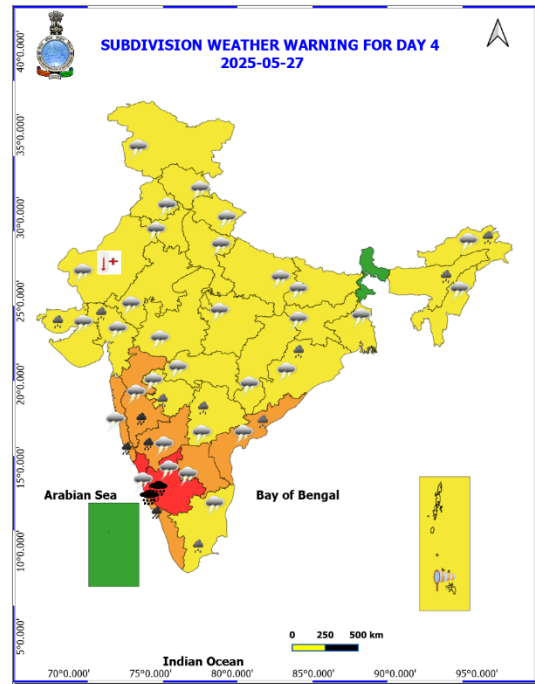 SUBDIVISION WEATHER WARNING FOR DAY 4
2025-05-27
40°0.000'
35°0.000'
30°0.000'
25°0.000'
20°0.000'
15°0.000'
10°0.000'
5°0.000'
Arabian Sea
Bay of Bengal
0 250 500 km
Indian Ocean
70°0.000' 75°0.000' 80°0.000' 85°0.000' 90°0.000' 95°0.000'